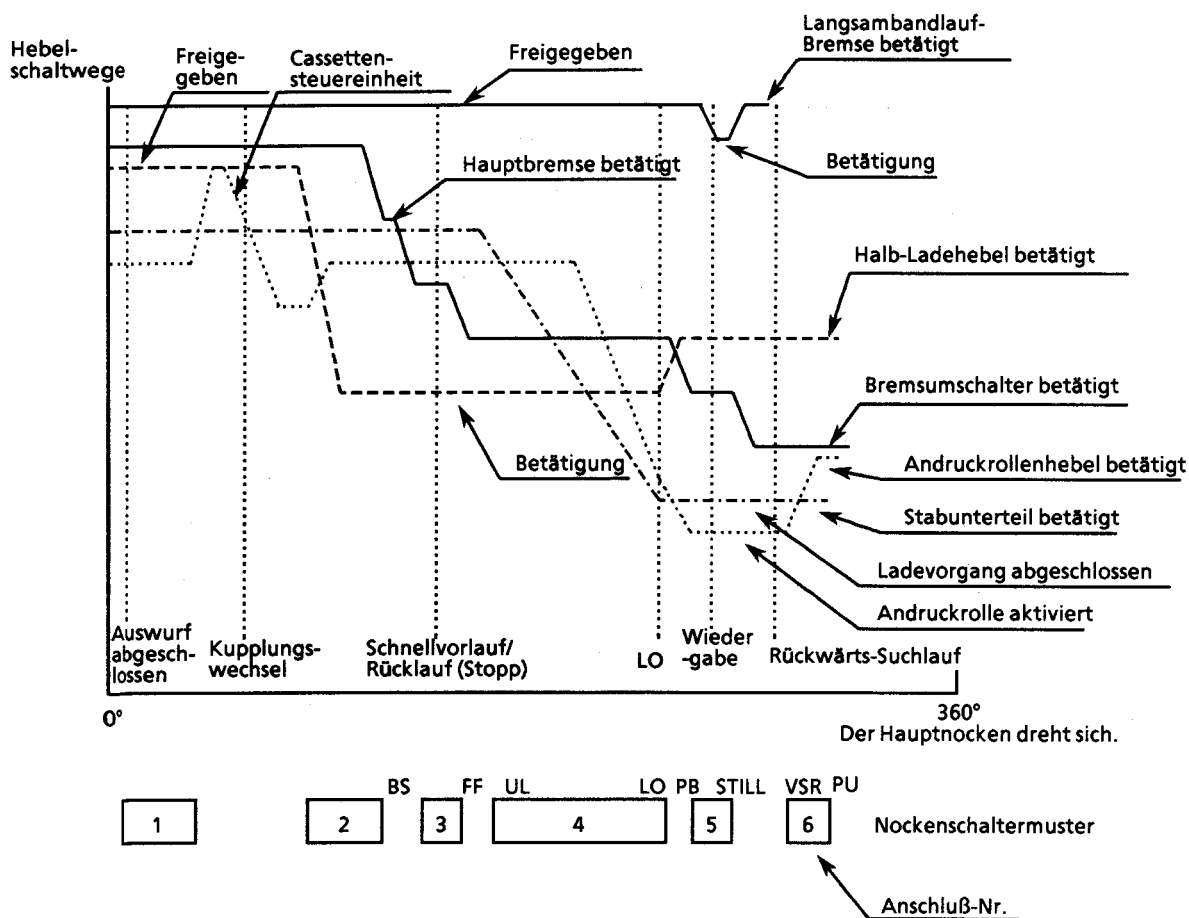 Hebel-
schaltwege
Freige-
geben
Cassetten-
steuereinheit
Freigegeben
Langsambandlauf-
Bremse betätigt
Hauptbremse betätigt
Betätigung
Halb-Ladehebel betätigt
Bremsumschalter betätigt
Betätigung
Andruckrollenhebel betätigt
Stabunterteil betätigt
Ladevorgang abgeschlossen
Andruckrolle aktiviert
Auswurf
abgesch-
lossen
Kupplungs-
wechsel
Schnellvorlauf/
Rücklauf (Stopp)
LO
Wieder
-gabe
Rückwärts-Suchlauf
0°
360°
Der Hauptnocken dreht sich.
BS FF UL LO PB STILL VSR PU
1 2 3 4 5 6 Nockenschaltermuster
Anschluß-Nr.